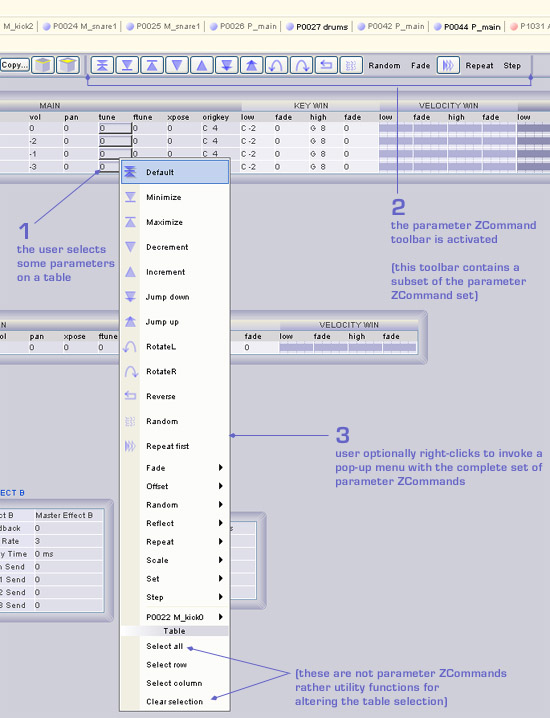 M_kick2 P0024 M_snare1 P0025 M_snare1 P0026 P_main P0027 drums P0042 P_main P0044 P_main P1031
Copy... Random Fade Repeat Step
MAIN KEY WIN VELOCITY WIN
vol pan tune ftune xpose origkey low fade high fade low fade high fade low
0 0 0 0 0 C 4 C -2 0 G 8 0
-2 0 0 0 0 C 4 C -2 0 G 8 0
-1 0 0 0 0 C 4 C -2 0 G 8 0
-3 0 0 0 0 C 4 C -2 0 G 8 0
1
the user selects
some parameters
on a table
2
the parameter ZCommand
toolbar is activated
(this toolbar contains a
subset of the parameter
ZCommand set)
Default
Minimize
Maximize
Decrement
Increment
Jump down
Jump up
RotateL
RotateR
Reverse
Random
Repeat first
Fade
Offset
Random
Reflect
Repeat
Scale
Set
Step
P0022 M_kick0
Table
Select all
Select row
Select column
Clear selection
VELOCITY WIN
pan xpose ftune fade low fade high fade
0 0 0 0
3
user optionally right-clicks to invoke a
pop-up menu with the complete set of
parameter ZCommands
ECT B
ct B Master Effect B
dback 0
Rate 3
y Time 0 ms
n Send 0
1 Send 0
2 Send 0
3 Send 0
(these are not parameter ZCommands
rather utility functions for
altering the table selection)